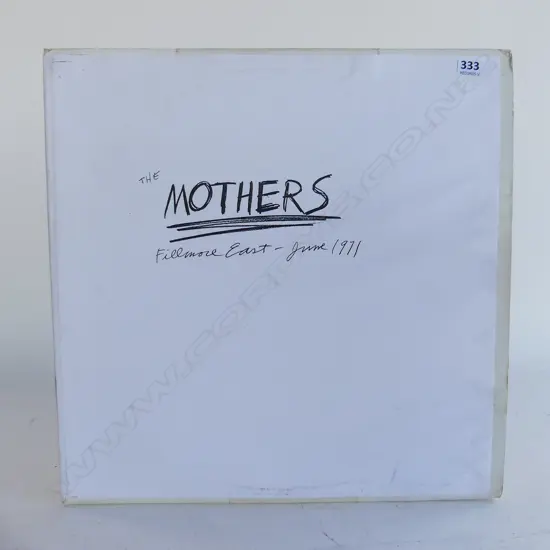 333
THE
MOTHERS
Fillmore East - June 1971